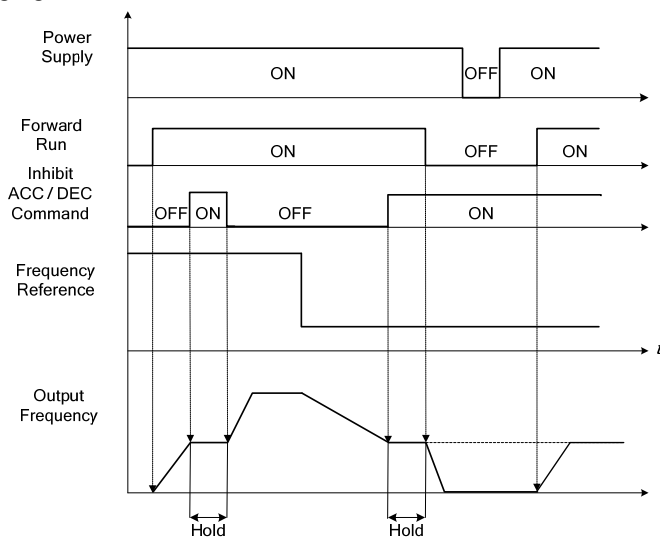 Power
Supply
ON
OFF
ON
Forward
Run
ON
OFF
ON
Inhibit
ACC / DEC
Command
OFF
ON
OFF
ON
Frequency
Reference
t
Output
Frequency
Hold
Hold